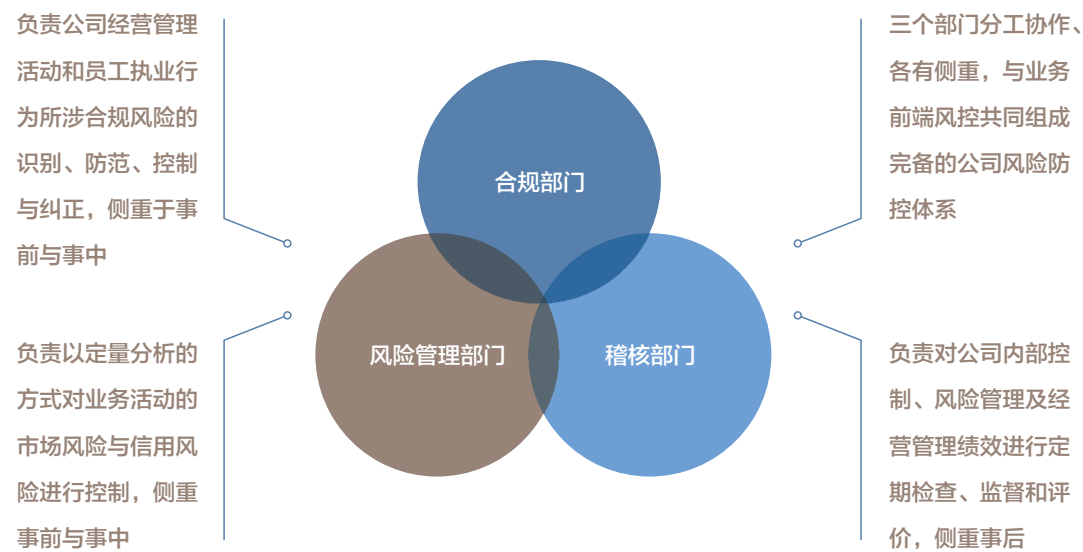 负责公司经营管理
活动和员工执业行
为所涉合规风险的
识别、防范、控制
与纠正，侧重于事
前与事中
三个部门分工协作、
各有侧重，与业务
前端风控共同组成
完备的公司风险防
控体系
合规部门
风险管理部门
稽核部门
负责以定量分析的
方式对业务活动的
市场风险与信用风
险进行控制，侧重
事前与事中
负责对公司内部控
制、风险管理及经
营管理绩效进行定
期检查、监督和评
价，侧重事后